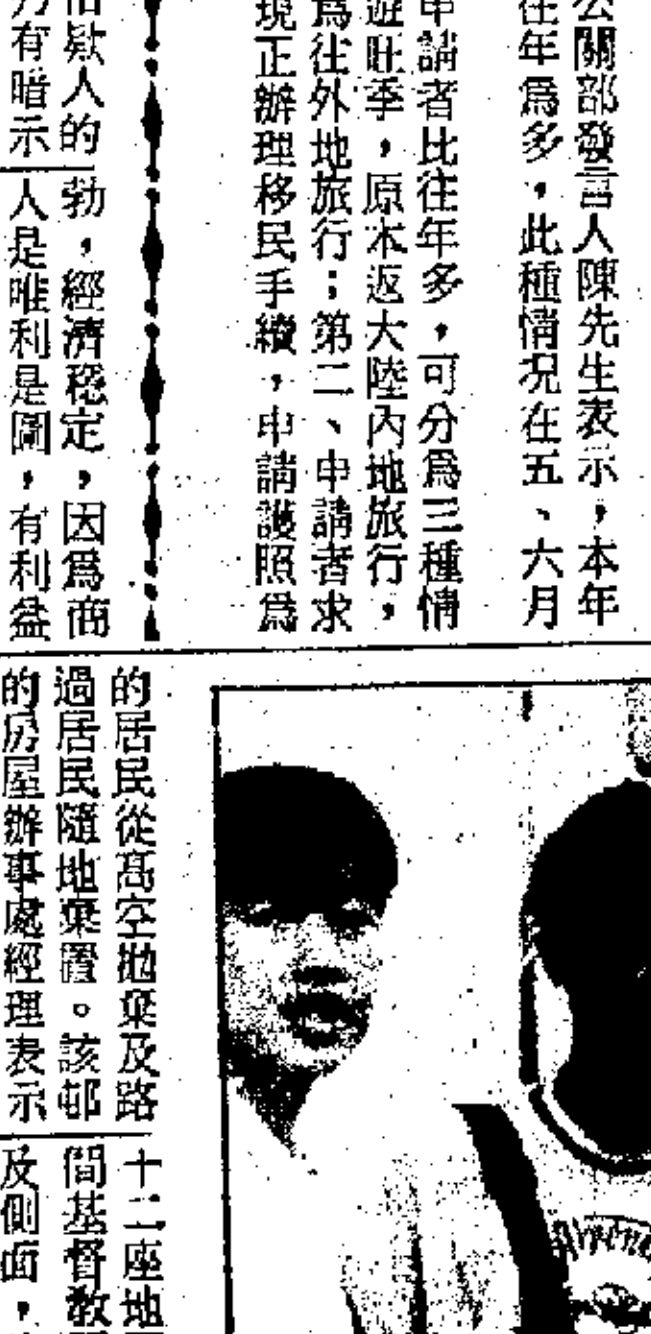 公關部發言人陳先生表示，本年
往年爲多，此種情况在五、六月
申請者比往年多，可分爲三種情
遊旺季，原本返大陸內地旅行，
爲往外地旅行；第二、申請者求
現正辦理移民手續，申請護照爲
人的
勃，經濟穩定，因爲商
有暗示
人是唯利是圖，有利益
的居民從高空拋棄及路
過居民隨地棄置。該邨
的房屋辦事處經理表示
十二座地
間基督教
及側面，